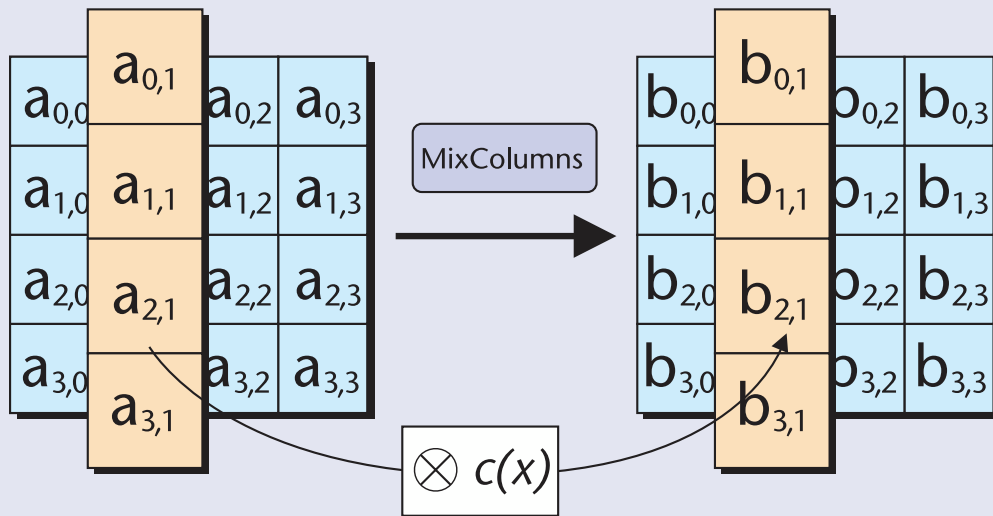 a0,0 a0,1 a0,2 a0,3
a1,0 a1,1 a1,2 a1,3
a2,0 a2,1 a2,2 a2,3
a3,0 a3,1 a3,2 a3,3
MixColumns
b0,0 b0,1 b0,2 b0,3
b1,0 b1,1 b1,2 b1,3
b2,0 b2,1 b2,2 b2,3
b3,0 b3,1 b3,2 b3,3
⊗ c(x)